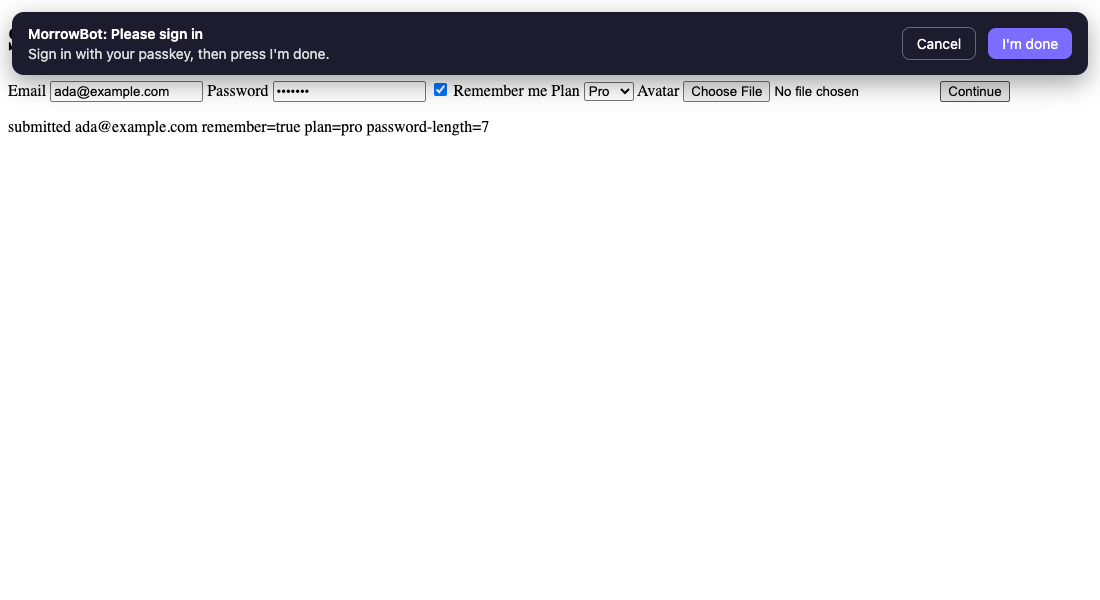 MorrowBot: Please sign in
Sign in with your passkey, then press I'm done.
Cancel
I'm done
Email ada@example.com Password ••••••• Remember me Plan Pro Avatar Choose File No file chosen Continue
submitted ada@example.com remember=true plan=pro password-length=7